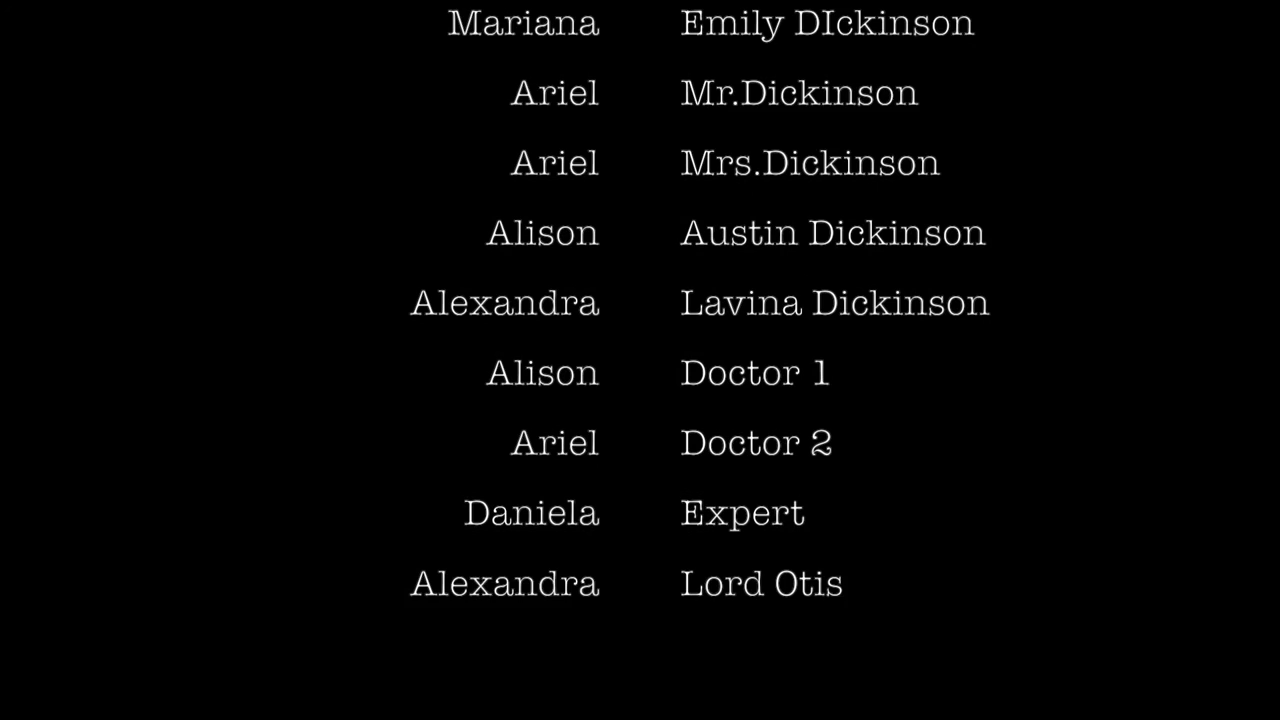 Mariana Emily DIckinson
Ariel Mr.Dickinson
Ariel Mrs.Dickinson
Alison Austin Dickinson
Alexandra Lavina Dickinson
Alison Doctor 1
Ariel Doctor 2
Daniela Expert
Alexandra Lord Otis